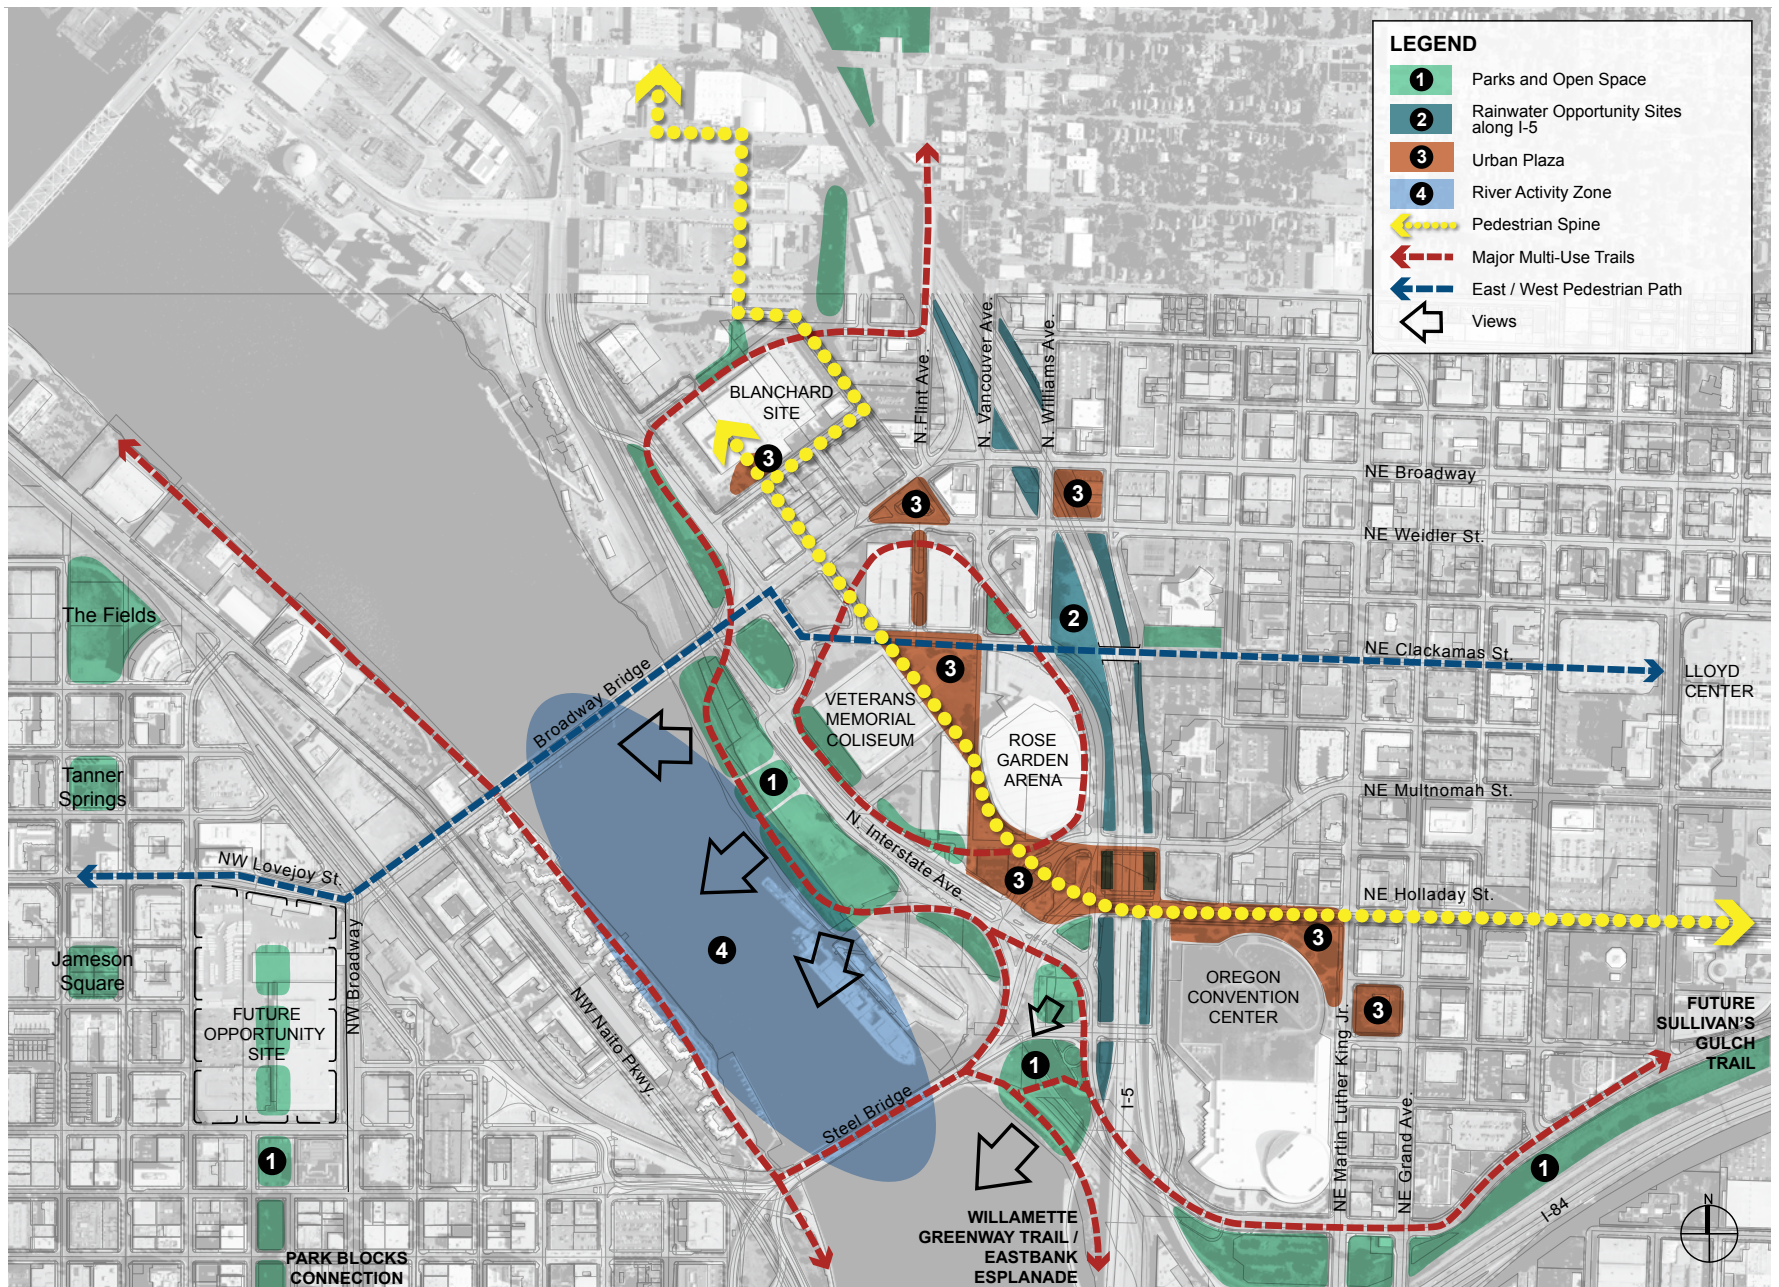 LEGEND
1 Parks and Open Space
2 Rainwater Opportunity Sites
along I-5
3 Urban Plaza
4 River Activity Zone
Pedestrian Spine
Major Multi-Use Trails
East / West Pedestrian Path
Views
N.Flint Ave.
N. Vancouver Ave.
N. Williams Ave.
BLANCHARD
SITE
3
3
3
NE Broadway
NE Weidler St.
The Fields
2
NE Clackamas St.
LLOYD
CENTER
Broadway Bridge
3
VETERANS
MEMORIAL
COLISEUM
ROSE
GARDEN
ARENA
1
Tanner
Springs
NE Multnomah St.
N. Interstate Ave.
NW Lovejoy St.
3
NE Holladay St.
4
3
Jameson
Square
NW Broadway
FUTURE
OPPORTUNITY
SITE
NW Naito Pkwy.
OREGON
CONVENTION
CENTER
3
FUTURE
SULLIVAN'S
GULCH
TRAIL
1
Steel Bridge
I-5
NE Martin Luther King Jr.
NE Grand Ave.
1
1
I-84
N
WILLAMETTE
GREENWAY TRAIL /
EASTBANK
ESPLANADE
PARK BLOCKS
CONNECTION